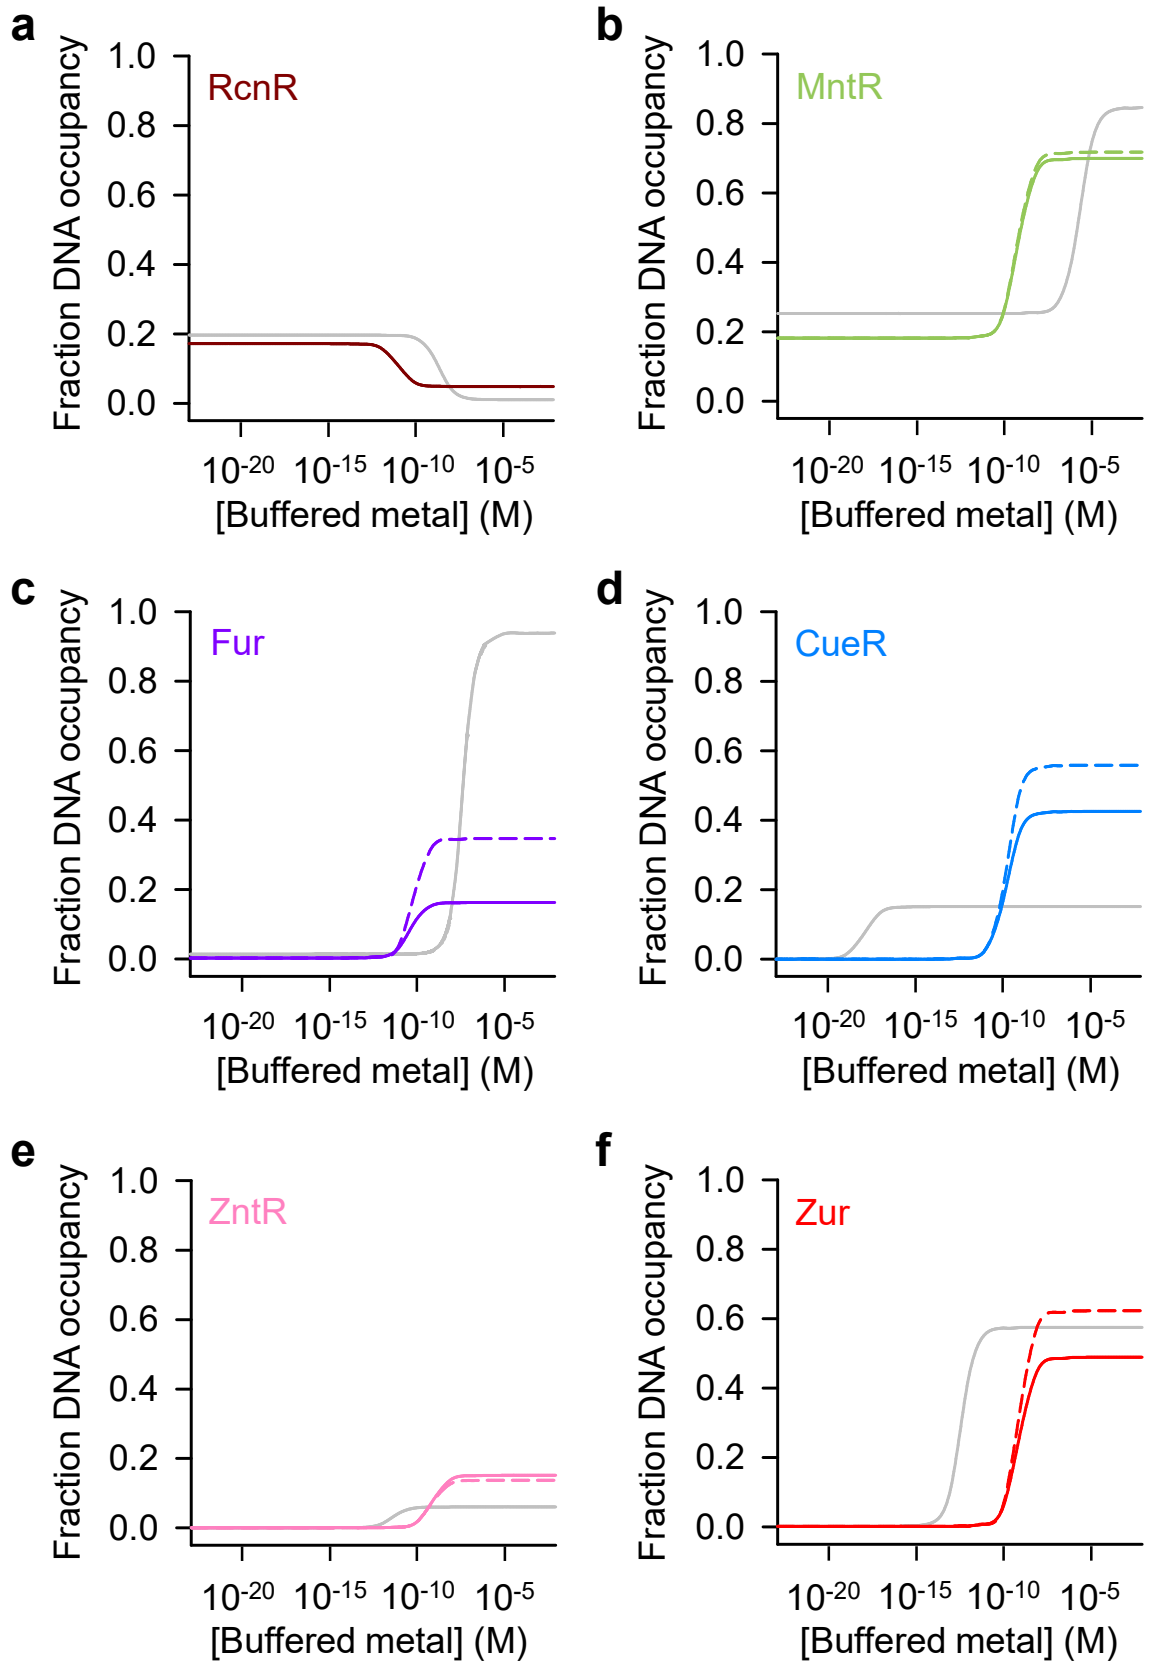 a
RcnR
Fraction DNA occupancy
1.0
0.8
0.6
0.4
0.2
0.0
10-20 10-15 10-10 10-5
[Buffered metal] (M)
b
MntR
Fraction DNA occupancy
1.0
0.8
0.6
0.4
0.2
0.0
10-20 10-15 10-10 10-5
[Buffered metal] (M)
c
Fur
Fraction DNA occupancy
1.0
0.8
0.6
0.4
0.2
0.0
10-20 10-15 10-10 10-5
[Buffered metal] (M)
d
CueR
Fraction DNA occupancy
1.0
0.8
0.6
0.4
0.2
0.0
10-20 10-15 10-10 10-5
[Buffered metal] (M)
e
ZntR
Fraction DNA occupancy
1.0
0.8
0.6
0.4
0.2
0.0
10-20 10-15 10-10 10-5
[Buffered metal] (M)
f
Zur
Fraction DNA occupancy
1.0
0.8
0.6
0.4
0.2
0.0
10-20 10-15 10-10 10-5
[Buffered metal] (M)